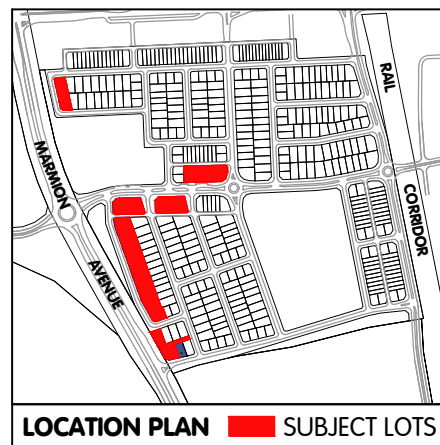 RAIL
CORRIDOR
MARMION
AVENUE
LOCATION PLAN SUBJECT LOTS